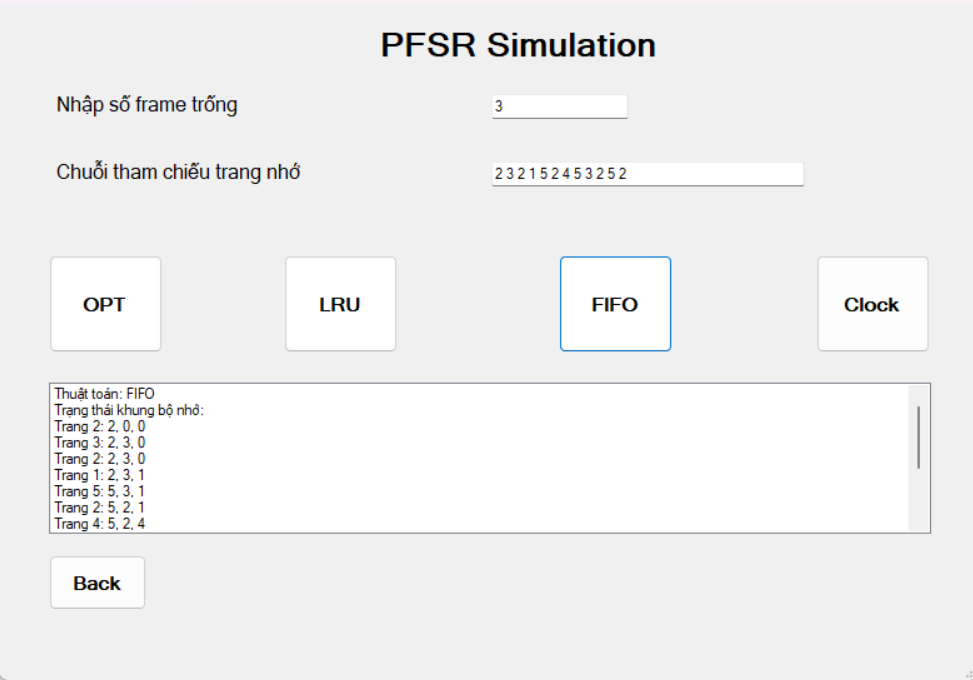 PFSR Simulation
Nhập số frame trống
3
Chuỗi tham chiếu trang nhớ
2 3 2 1 5 2 4 5 3 2 5 2
OPT
LRU
FIFO
Clock
Thuật toán: FIFO
Trạng thái khung bộ nhớ:
Trang 2: 2, 0, 0
Trang 3: 2, 3, 0
Trang 2: 2, 3, 0
Trang 1: 2, 3, 1
Trang 5: 5, 3, 1
Trang 2: 5, 2, 1
Trang 4: 5, 2, 4
Back